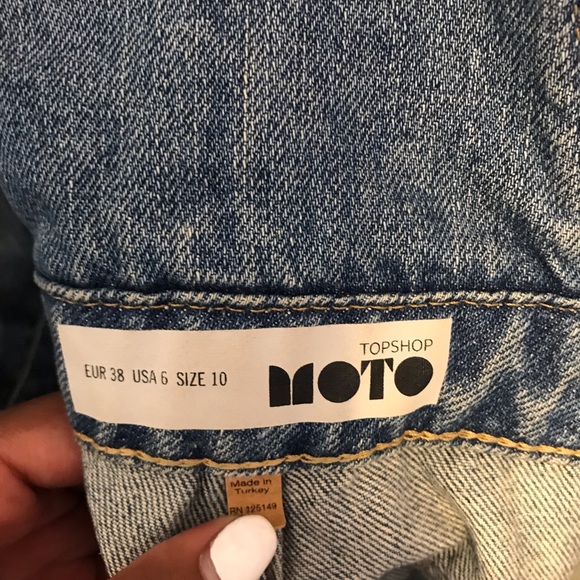 TOPSHOP
EUR 38 USA 6 SIZE 10 MOTO
Made in
Turkey
RN 125149